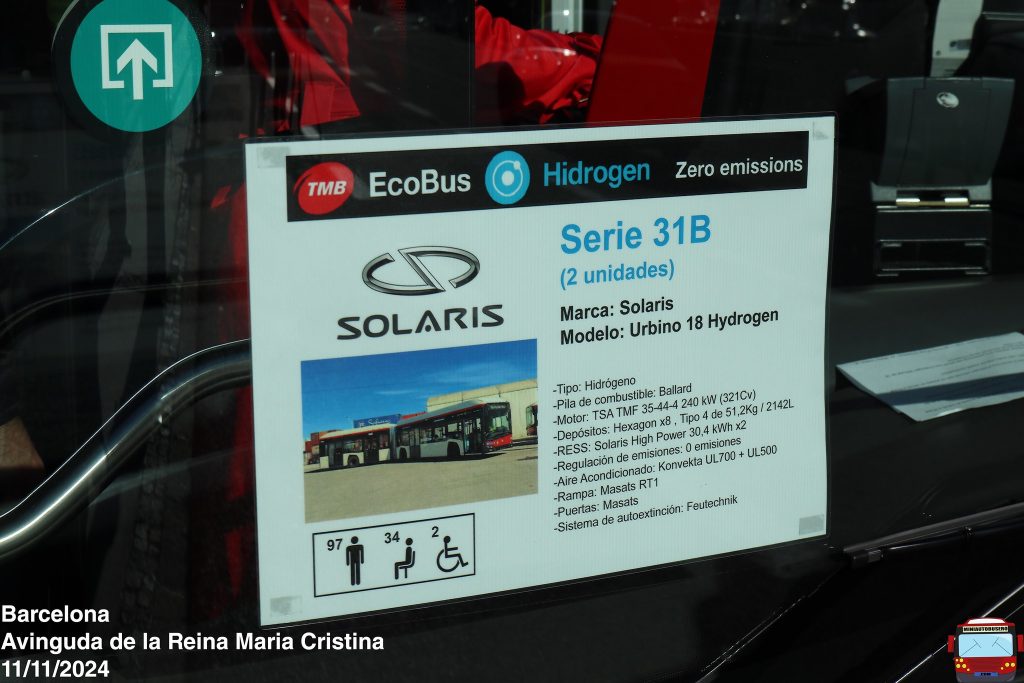 TMB EcoBus Hidrogen Zero emissions
SOLARIS
Serie 31B
(2 unidades)
Marca: Solaris
Modelo: Urbino 18 Hydrogen
-Tipo: Hidrógeno
-Pila de combustible: Ballard
-Motor: TSA TMF 35-44-4 240 kW (321Cv)
-Depósitos: Hexagon x8 , Tipo 4 de 51,2Kg / 2142L
-RESS: Solaris High Power 30,4 kWh x2
-Regulación de emisiones: 0 emisiones
-Aire Acondicionado: Konvekta UL700 + UL500
-Rampa: Masats RT1
-Puertas: Masats
-Sistema de autoextinción: Feutechnik
97 34 2
Barcelona
Avinguda de la Reina Maria Cristina
11/11/2024
MINIAUTOBUSERO